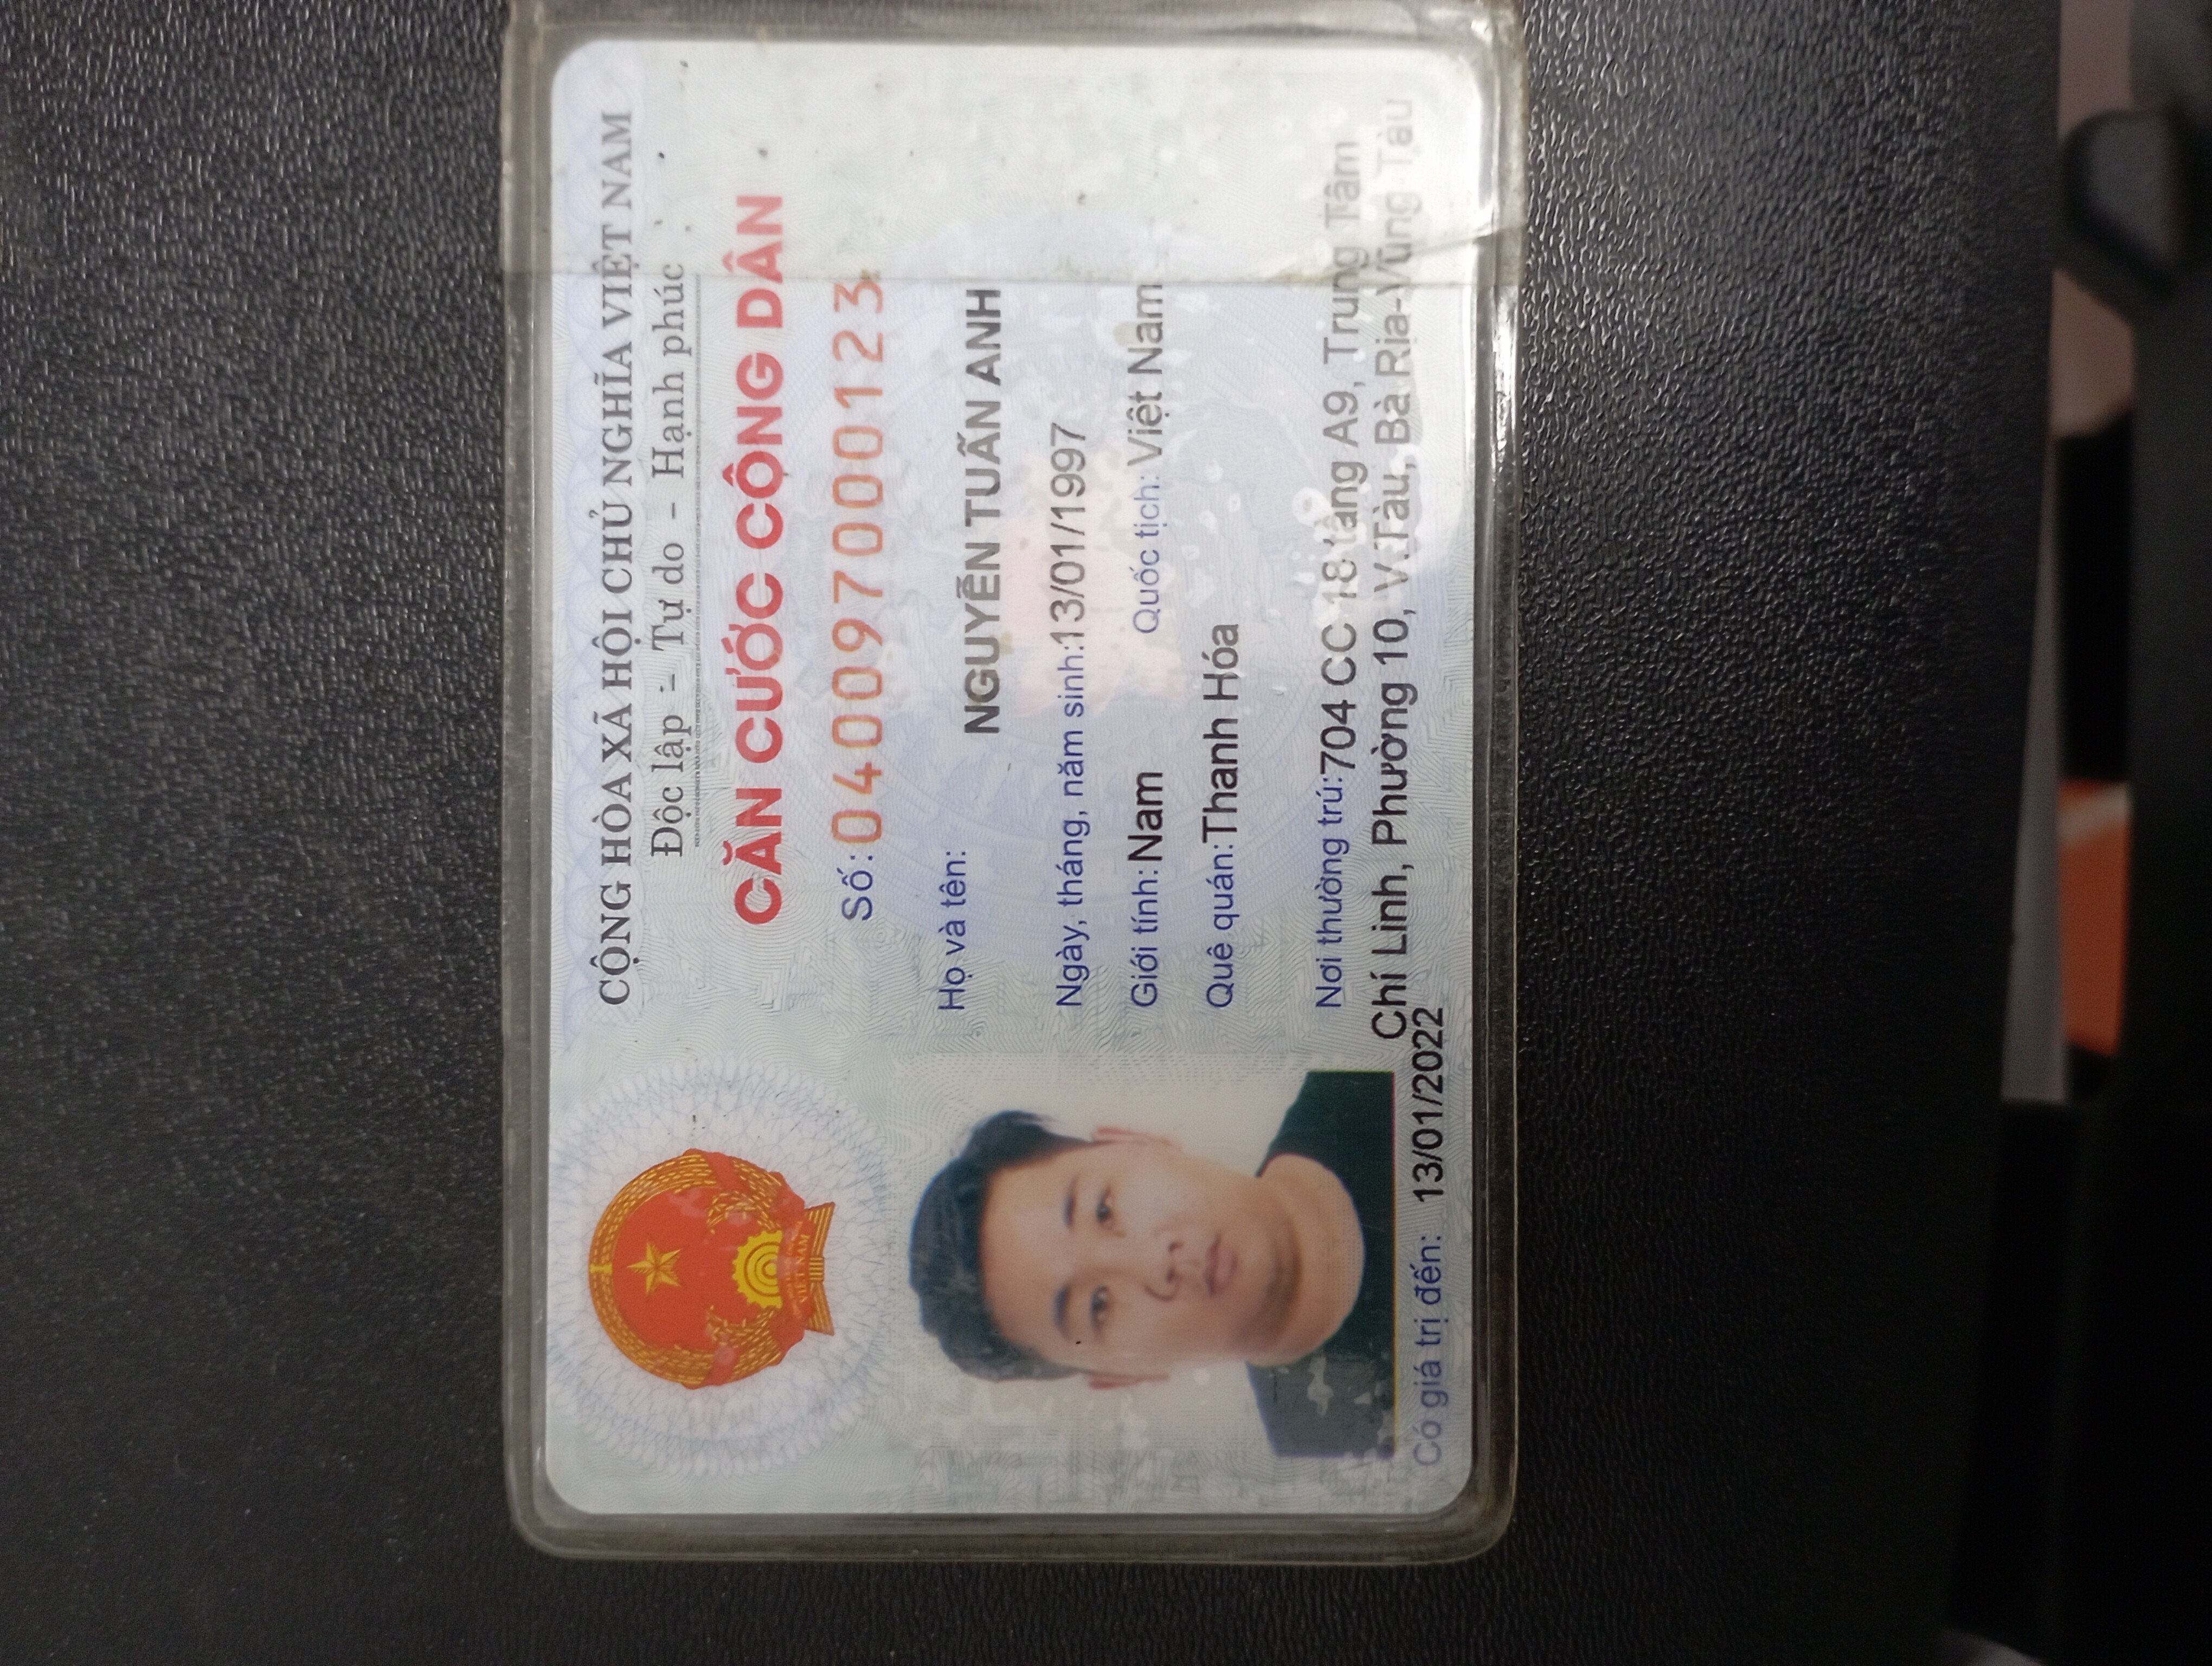 CỘNG HÒA XÃ HỘI CHỦ NGHĨA VIỆT NAM
Độc lập - Tự do - Hạnh phúc
CĂN CƯỚC CÔNG DÂN
Số: 040097000123
Họ và tên:
NGUYỄN TUẤN ANH
Ngày, tháng, năm sinh: 13/01/1997
Giới tính: Nam Quốc tịch: Việt Nam
Quê quán: Thanh Hóa
Nơi thường trú: 704 CC 18 tầng A9, Trung Tâm
Chí Linh, Phường 10, V.Tàu, Bà Rịa-Vũng Tàu
Có giá trị đến: 13/01/2022
VIỆT NAM